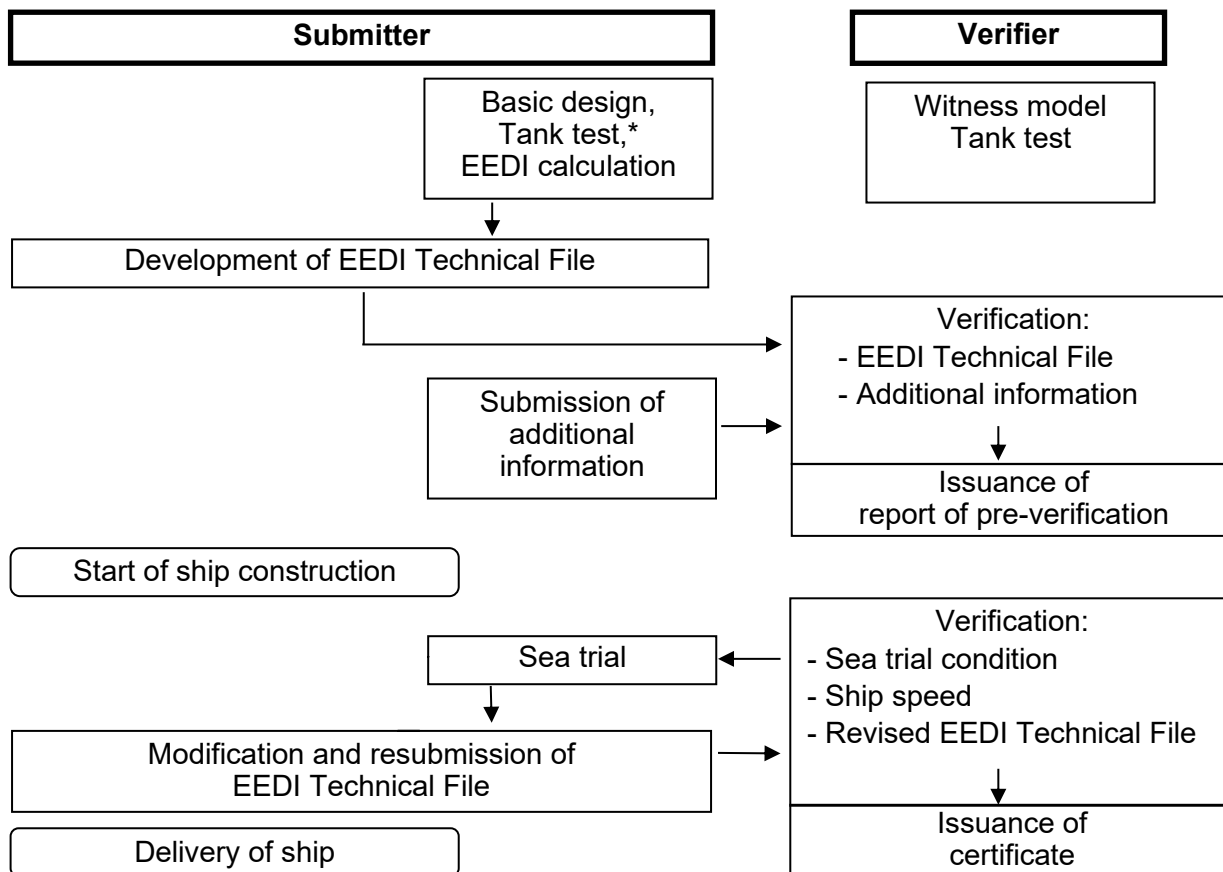 Submitter
Verifier
Basic design,
Tank test,*
EEDI calculation
Witness model
Tank test
Development of EEDI Technical File
Verification:
- EEDI Technical File
- Additional information
Submission of
additional
information
Issuance of
report of pre-verification
Start of ship construction
Verification:
- Sea trial condition
- Ship speed
- Revised EEDI Technical File
Sea trial
Modification and resubmission of
EEDI Technical File
Issuance of
certificate
Delivery of ship